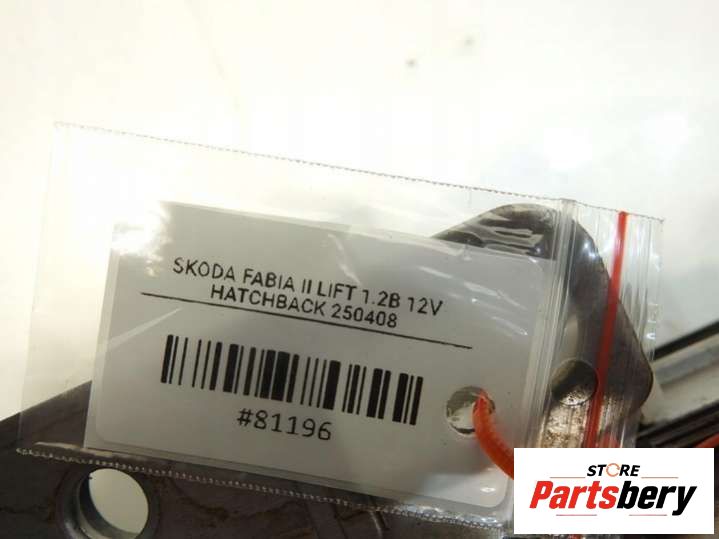 SKODA FABIA II LIFT 1.2B 12V
HATCHBACK 250408
#81196
STORE
Partsbery